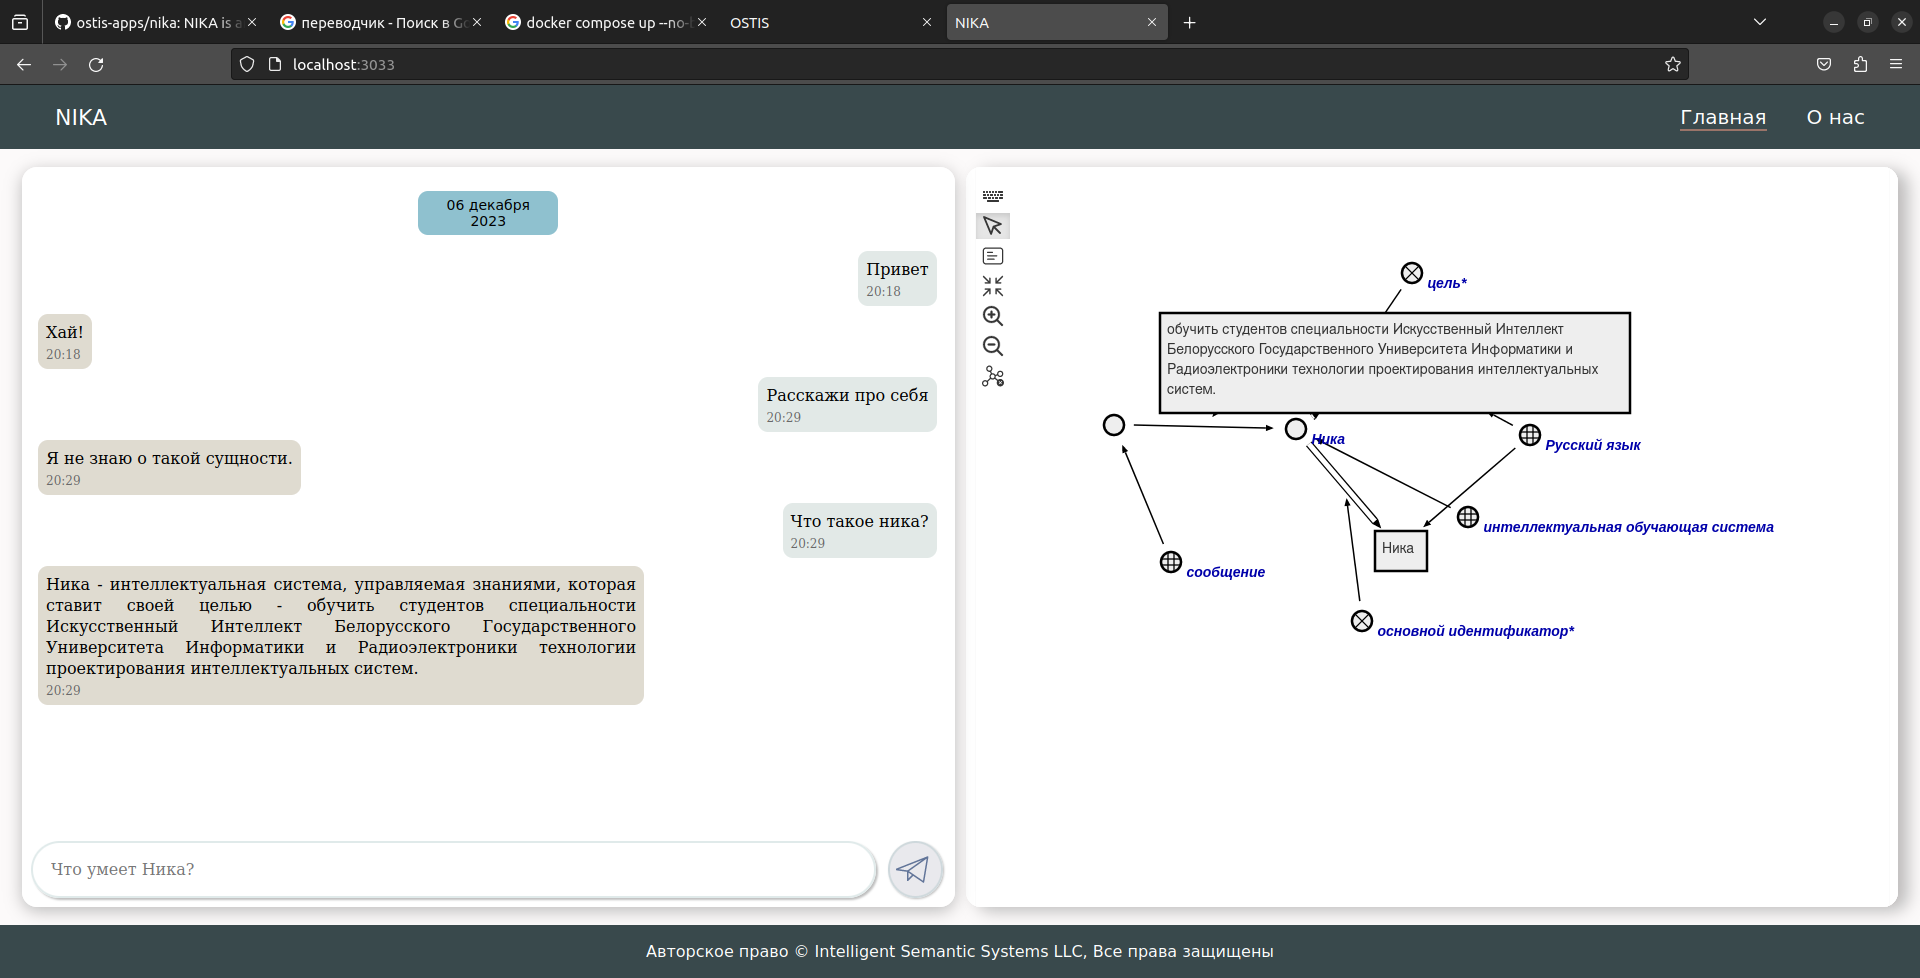 ostis-apps/nika: NIKA is a
переводчик - Поиск в Go
docker compose up --no-b
OSTIS
NIKA
localhost:3033
NIKA
Главная
О нас
06 декабря
2023
Привет
20:18
Хай!
20:18
Расскажи про себя
20:29
Я не знаю о такой сущности.
20:29
Что такое ника?
20:29
Ника - интеллектуальная система, управляемая знаниями, которая
ставит своей целью - обучить студентов специальности
Искусственный Интеллект Белорусского Государственного
Университета Информатики и Радиоэлектроники технологии
проектирования интеллектуальных систем.
20:29
Что умеет Ника?
цель*
обучить студентов специальности Искусственный Интеллект
Белорусского Государственного Университета Информатики и
Радиоэлектроники технологии проектирования интеллектуальных
систем.
Ника
Русский язык
интеллектуальная обучающая система
Ника
сообщение
основной идентификатор*
Авторское право © Intelligent Semantic Systems LLC, Все права защищены